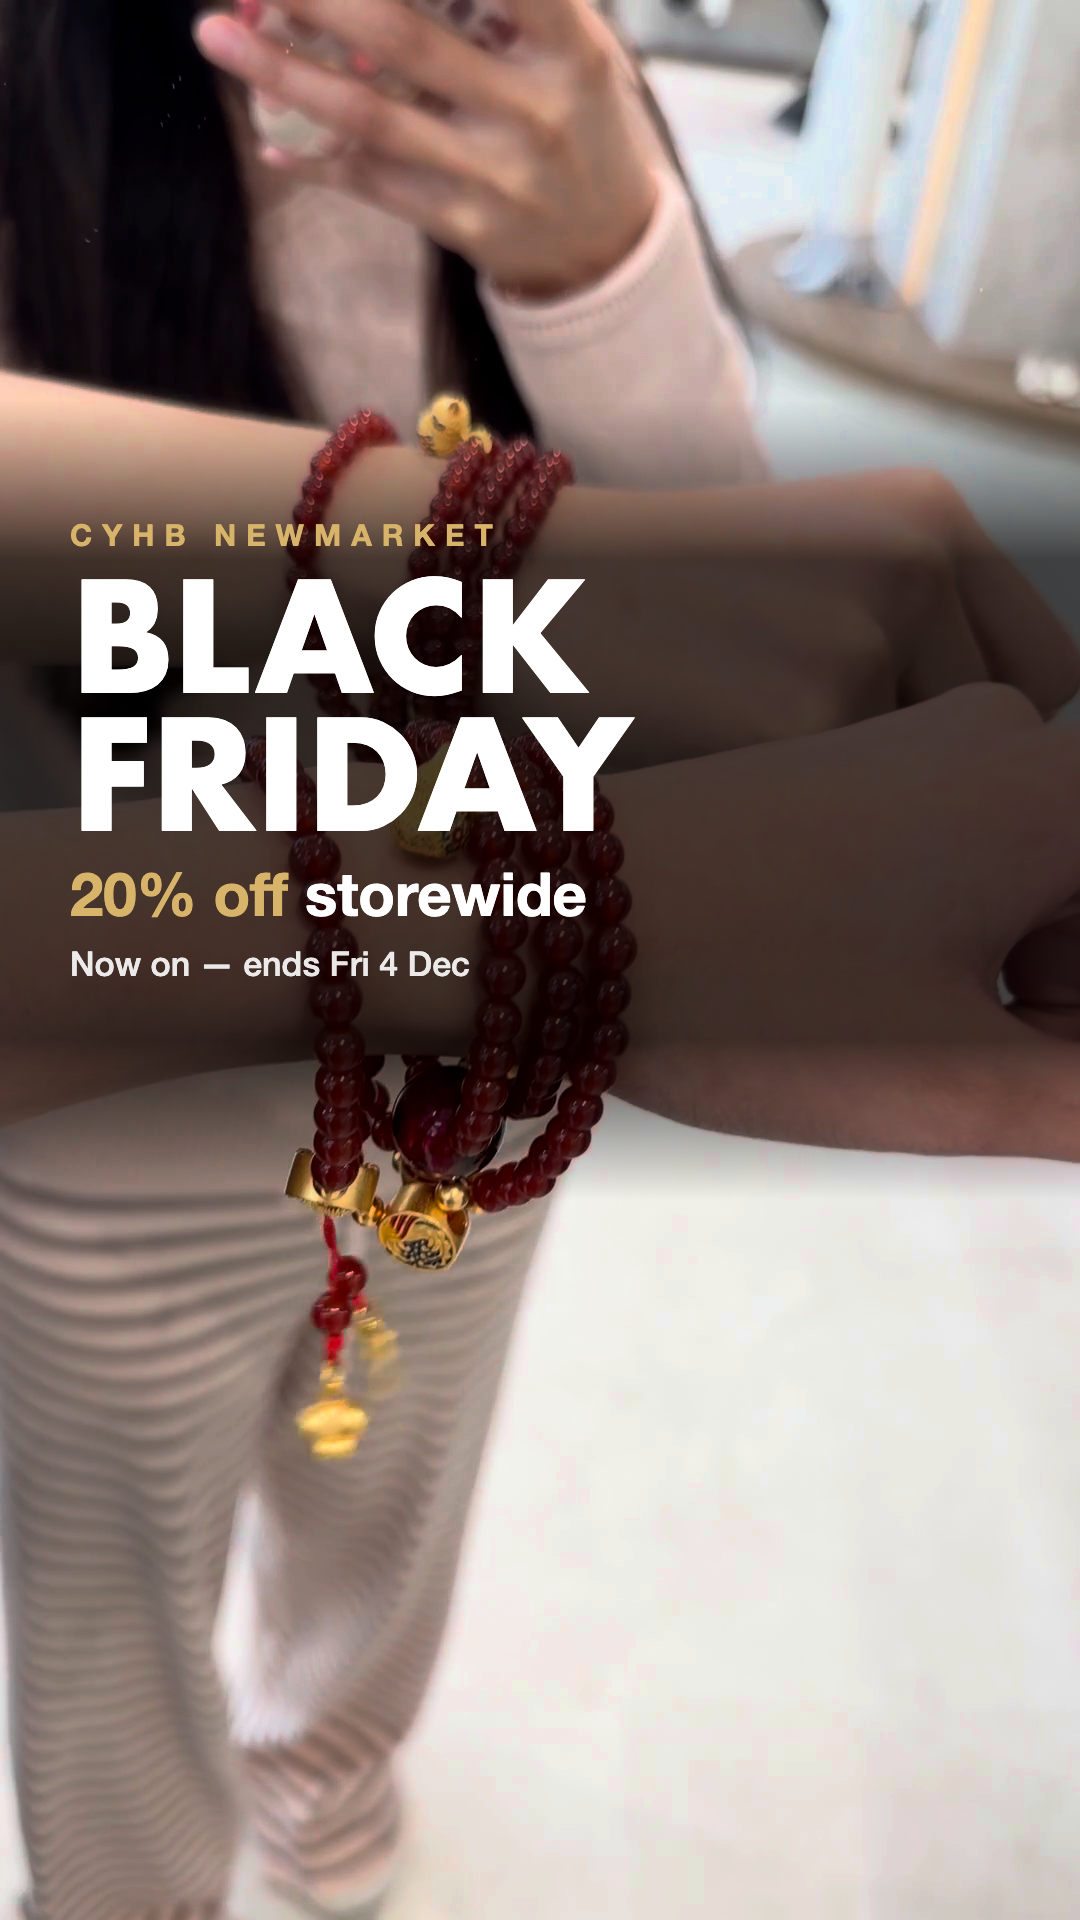 CYHB NEWMARKET
BLACK
FRIDAY
20% off storewide
Now on — ends Fri 4 Dec